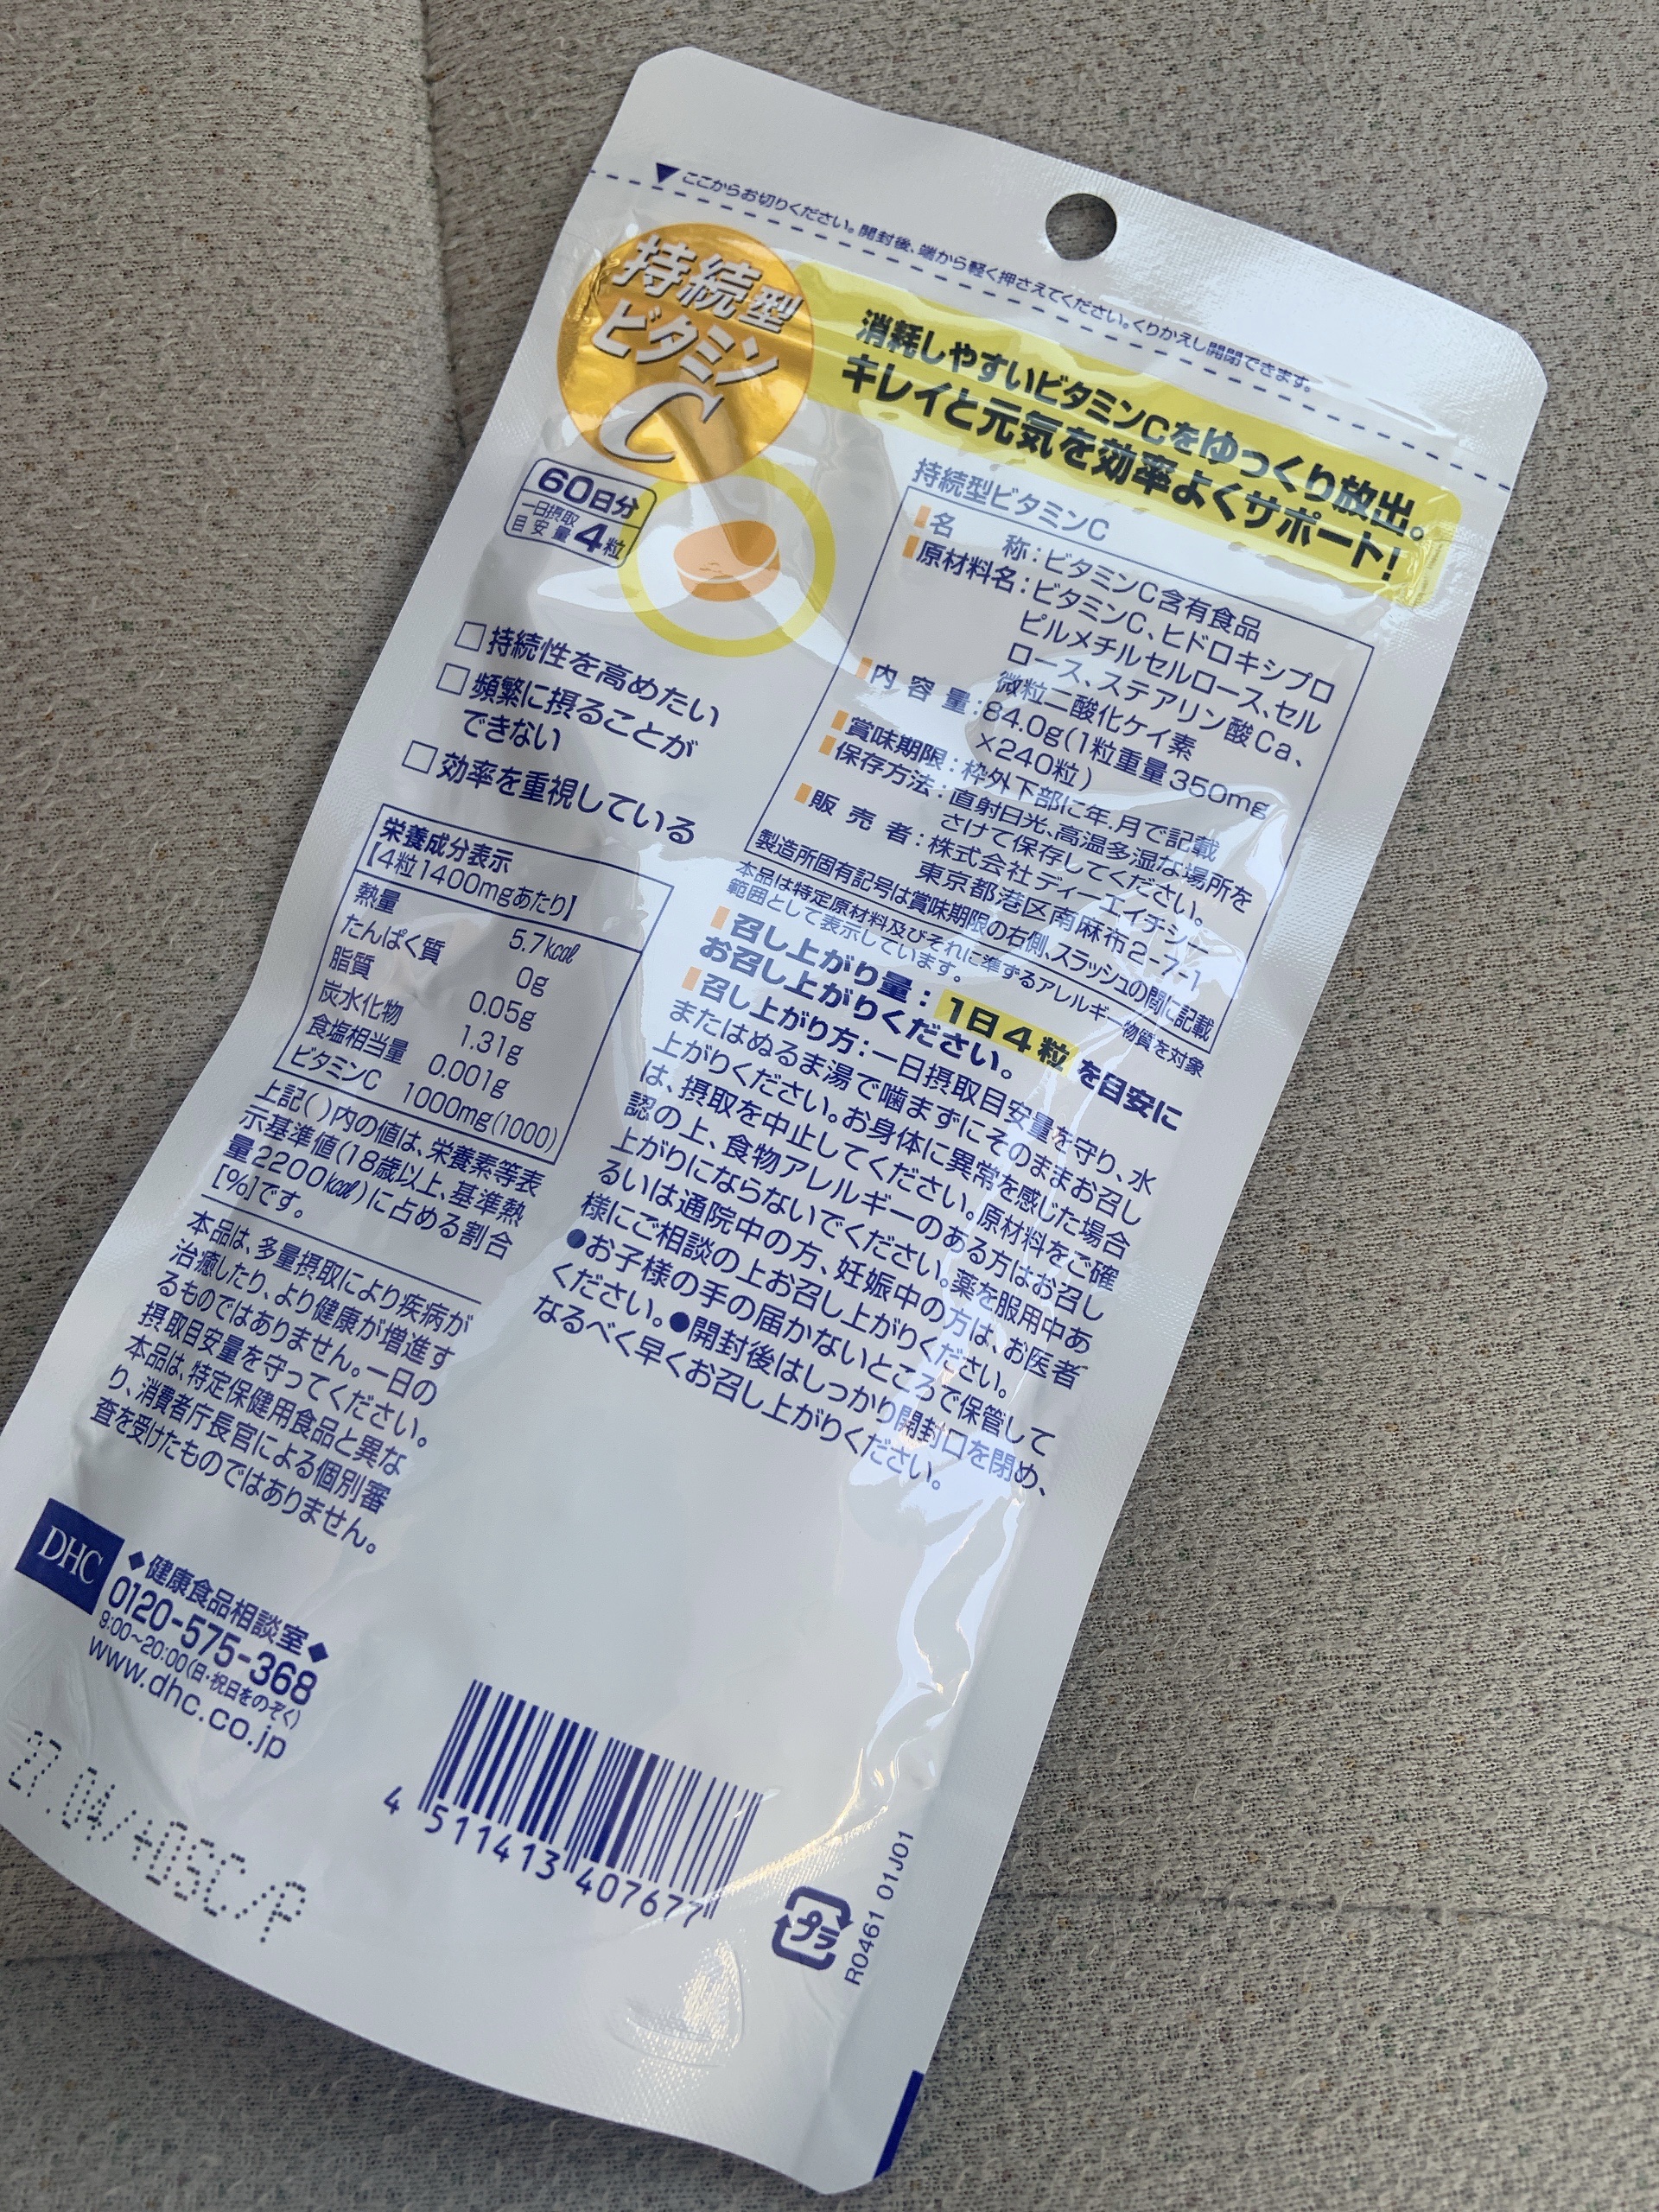 ▼ここからお切りください。開封後、端から軽く押さえてください。くりかえし開閉できます。
持続型
ビタミン
C
消耗しやすいビタミンCをゆっくり放出。
キレイと元気を効率よくサポート!
60日分
一日摂取
目安量 4粒
□ 持続性を高めたい
□ 頻繁に摂ることが
できない
□ 効率を重視している
栄養成分表示
【4粒1400mgあたり】
熱量 5.7kcal
たんぱく質 0g
脂質 0.05g
炭水化物 1.31g
食塩相当量 0.001g
ビタミンC 1000mg(1000)
上記( )内の値は、栄養素等表
示基準値(18歳以上、基準熱
量2200kcal)に占める割合
[%]です。
本品は、多量摂取により疾病が
治癒したり、より健康が増進す
るものではありません。一日の
摂取目安量を守ってください。
本品は、特定保健用食品と異な
り、消費者庁長官による個別審
査を受けたものではありません。
持続型ビタミンC
名称:ビタミンC含有食品
原材料名:ビタミンC、ヒドロキシプロ
ピルメチルセルロース、セル
ロース、ステアリン酸Ca、
微粒二酸化ケイ素
内容量:84.0g(1粒重量350mg
×240粒)
賞味期限:枠外下部に年.月で記載
保存方法:直射日光、高温多湿な場所を
さけて保存してください。
販売者:株式会社ディーエイチシー
東京都港区南麻布2-7-1
製造所固有記号は賞味期限の右側、スラッシュの間に記載
本品は特定原材料及びそれに準ずるアレルギー物質を対象
範囲として表示しています。
召し上がり量:1日4粒を目安に
お召し上がりください。
召し上がり方:一日摂取目安量を守り、水
またはぬるま湯で噛まずにそのままお召し
上がりください。お身体に異常を感じた場合
は、摂取を中止してください。原材料をご確
認の上、食物アレルギーのある方はお召し
上がりにならないでください。薬を服用中あ
るいは通院中の方、妊娠中の方は、お医者
様にご相談の上お召し上がりください。
●お子様の手の届かないところで保管して
ください。●開封後はしっかり開封口を閉め、
なるべく早くお召し上がりください。
DHC
◆健康食品相談室◆
0120-575-368
9:00~20:00(日・祝日をのぞく)
www.dhc.co.jp
27.04/+05C/P
4 511413 407677
プラ
R0461 01J01